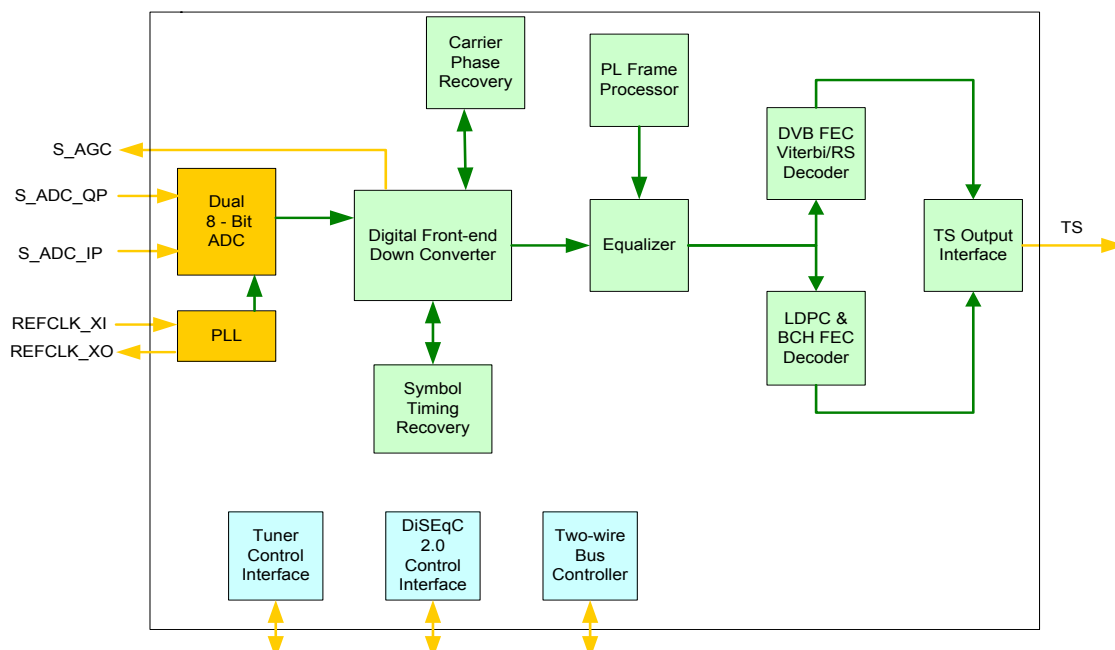 Carrier
Phase
Recovery
PL Frame
Processor
DVB FEC
Viterbi/RS
Decoder
S_AGC
S_ADC_QP
S_ADC_IP
Dual
8 - Bit
ADC
Digital Front-end
Down Converter
Equalizer
TS Output
Interface
TS
REFCLK_XI
REFCLK_XO
PLL
LDPC &
BCH FEC
Decoder
Symbol
Timing
Recovery
Tuner
Control
Interface
DiSEqC
2.0
Control
Interface
Two-wire
Bus
Controller